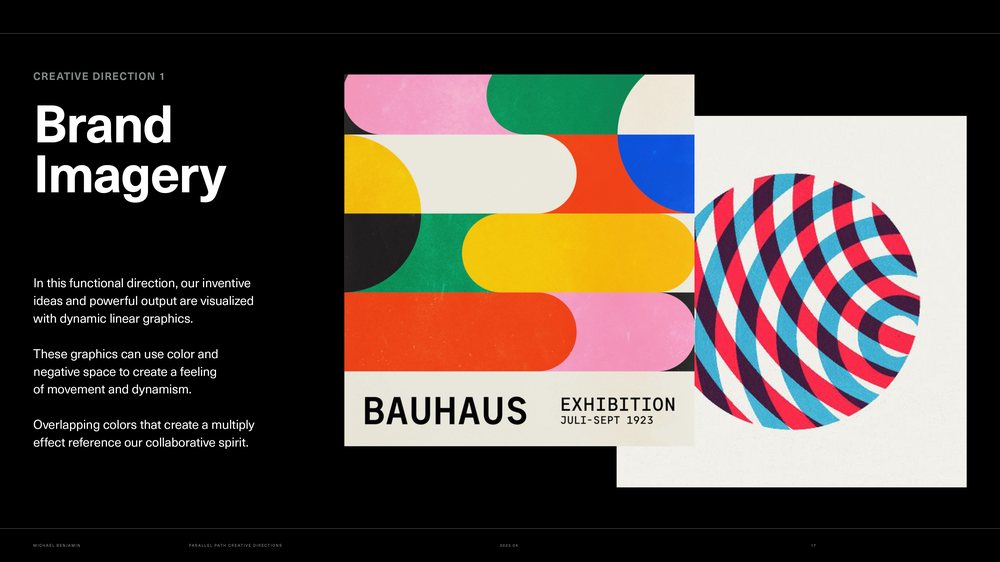 CREATIVE DIRECTION 1
Brand
Imagery
In this functional direction, our inventive
ideas and powerful output are visualized
with dynamic linear graphics.
These graphics can use color and
negative space to create a feeling
of movement and dynamism.
Overlapping colors that create a multiply
effect reference our collaborative spirit.
BAUHAUS
EXHIBITION
JULI-SEPT 1923
MICHAEL BENJAMIN
PARALLEL PATH CREATIVE DIRECTIONS
2023.04
17